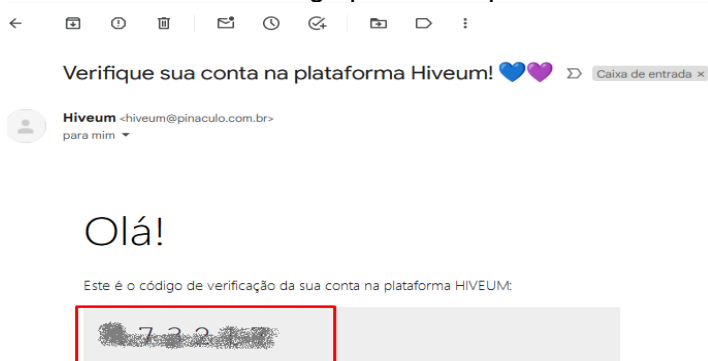 Verifique sua conta na plataforma Hiveum! 💙💜 Caixa de entrada x
Hiveum <hiveum@pinaculo.com.br>
para mim
Olá!
Este é o código de verificação da sua conta na plataforma HIVEUM: